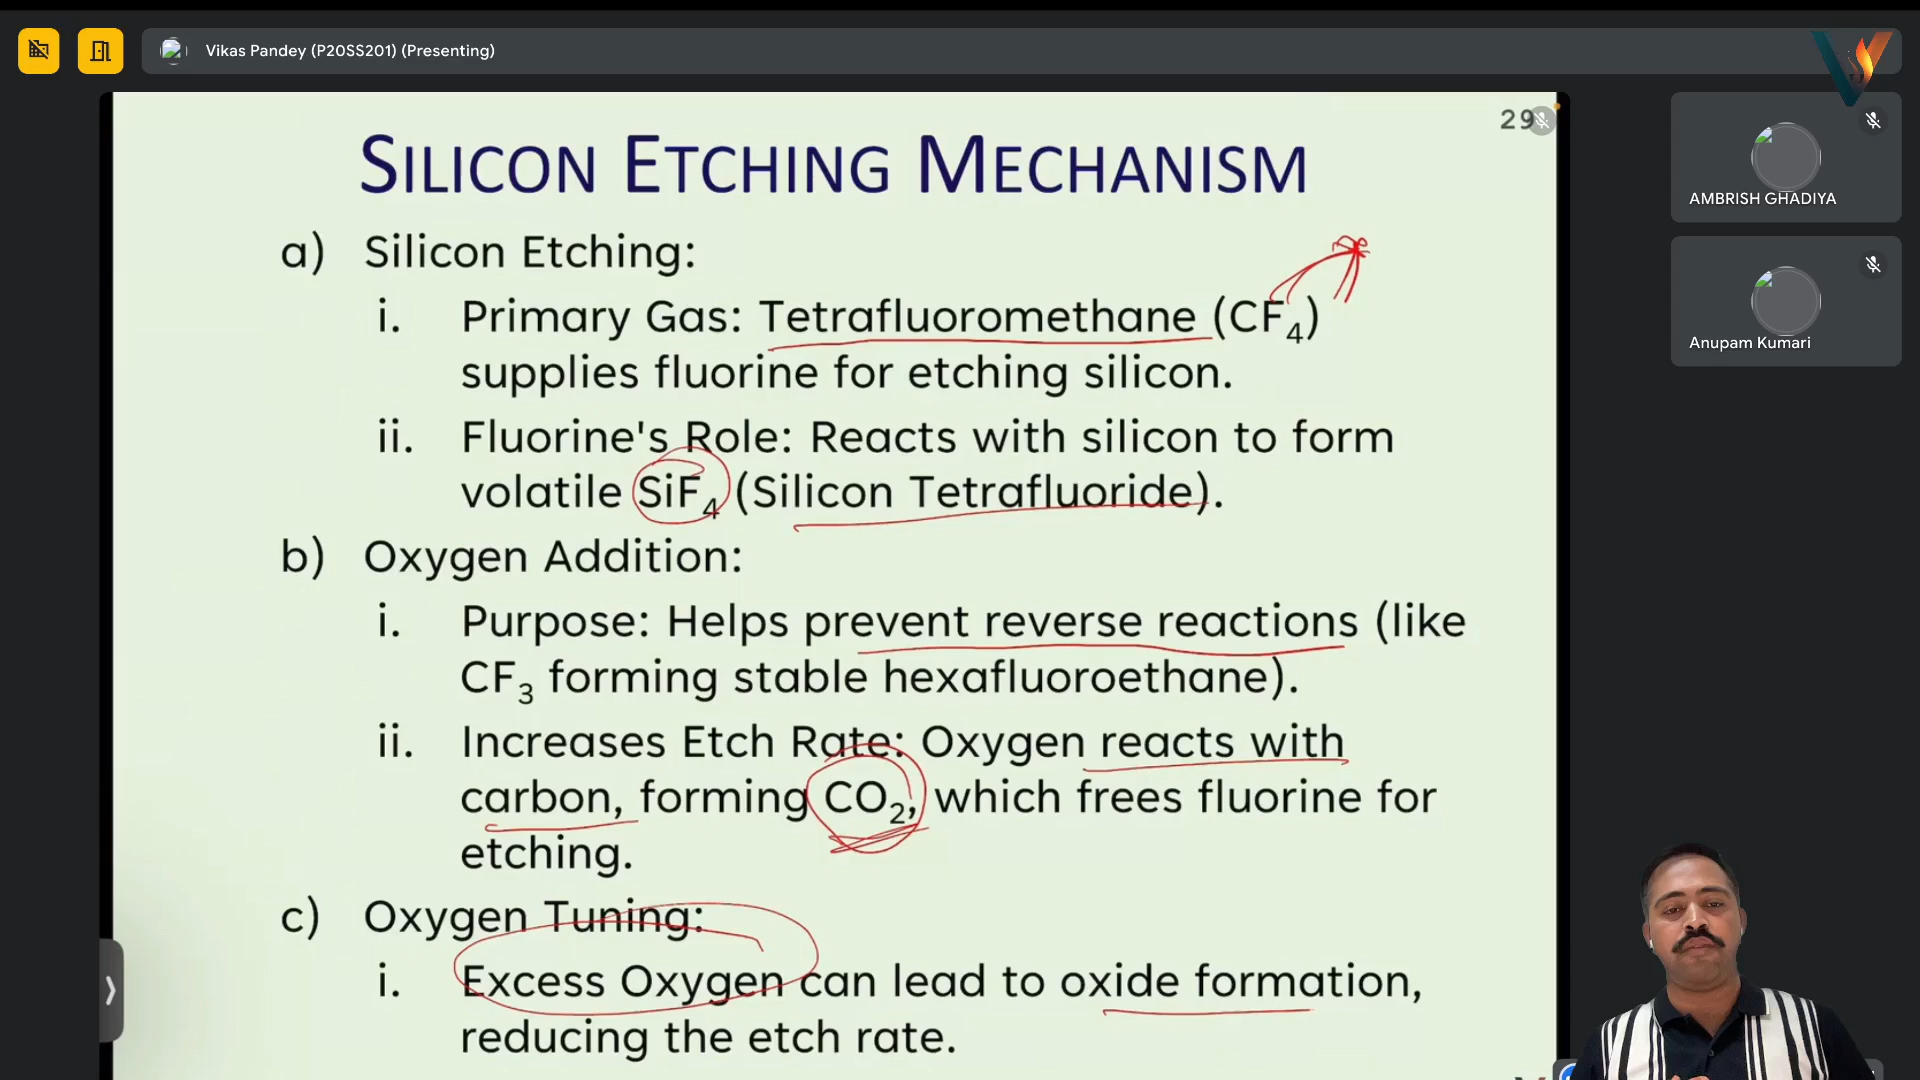 Vikas Pandey (P20SS201) (Presenting)
29
SILICON ETCHING MECHANISM
a) Silicon Etching:
i. Primary Gas: Tetrafluoromethane (CF₄)
supplies fluorine for etching silicon.
ii. Fluorine's Role: Reacts with silicon to form
volatile SiF₄ (Silicon Tetrafluoride).
b) Oxygen Addition:
i. Purpose: Helps prevent reverse reactions (like
CF₃ forming stable hexafluoroethane).
ii. Increases Etch Rate: Oxygen reacts with
carbon, forming CO₂, which frees fluorine for
etching.
c) Oxygen Tuning:
i. Excess Oxygen can lead to oxide formation,
reducing the etch rate.
AMBRISH GHADIYA
Anupam Kumari